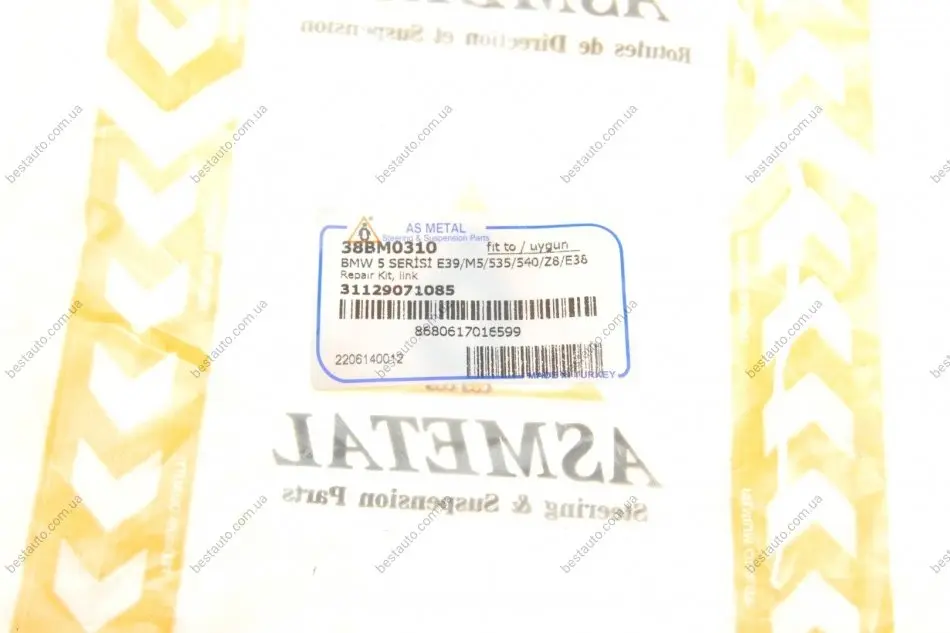 ASMETAL
Rotules de Direction et Suspension
AS METAL
Steering & Suspension Parts
38BM0310 fit to / uygun
BMW 5 SERİSİ E39/M5/535/540/Z8/E38
Repair Kit, link
31129071085
8680617016599
2206140012
MADE IN TURKEY
ASMETAL
Steering & Suspension Parts
bestauto.com.ua